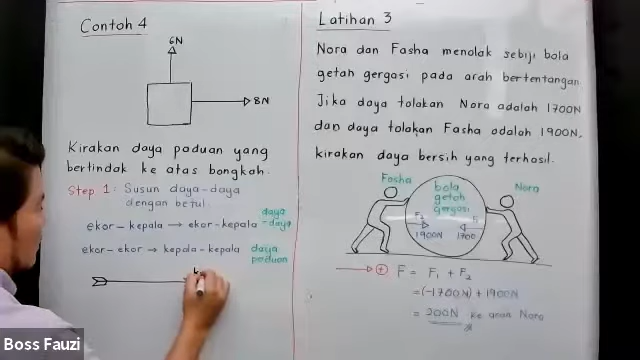 Contoh 4
6N
8N
Kirakan daya paduan yang
bertindak ke atas bongkah.
Step 1: Susun daya-daya
dengan betul.
ekor-kepala → ekor-kepala daya-daya
ekor-ekor → kepala-kepala daya paduan
Latihan 3
Nora dan Fasha menolak sebiji bola
getah gergasi pada arah bertentangan.
Jika daya tolakan Nora adalah 1700N
dan daya tolakan Fasha adalah 1900N,
kirakan daya bersih yang terhasil.
Fasha
bola
getah
gergasi
Nora
F₂
1900N
1700
→ + F = F₁ + F₂
= (-1700N) + 1900N
= 200N ke arah Nora
Boss Fauzi